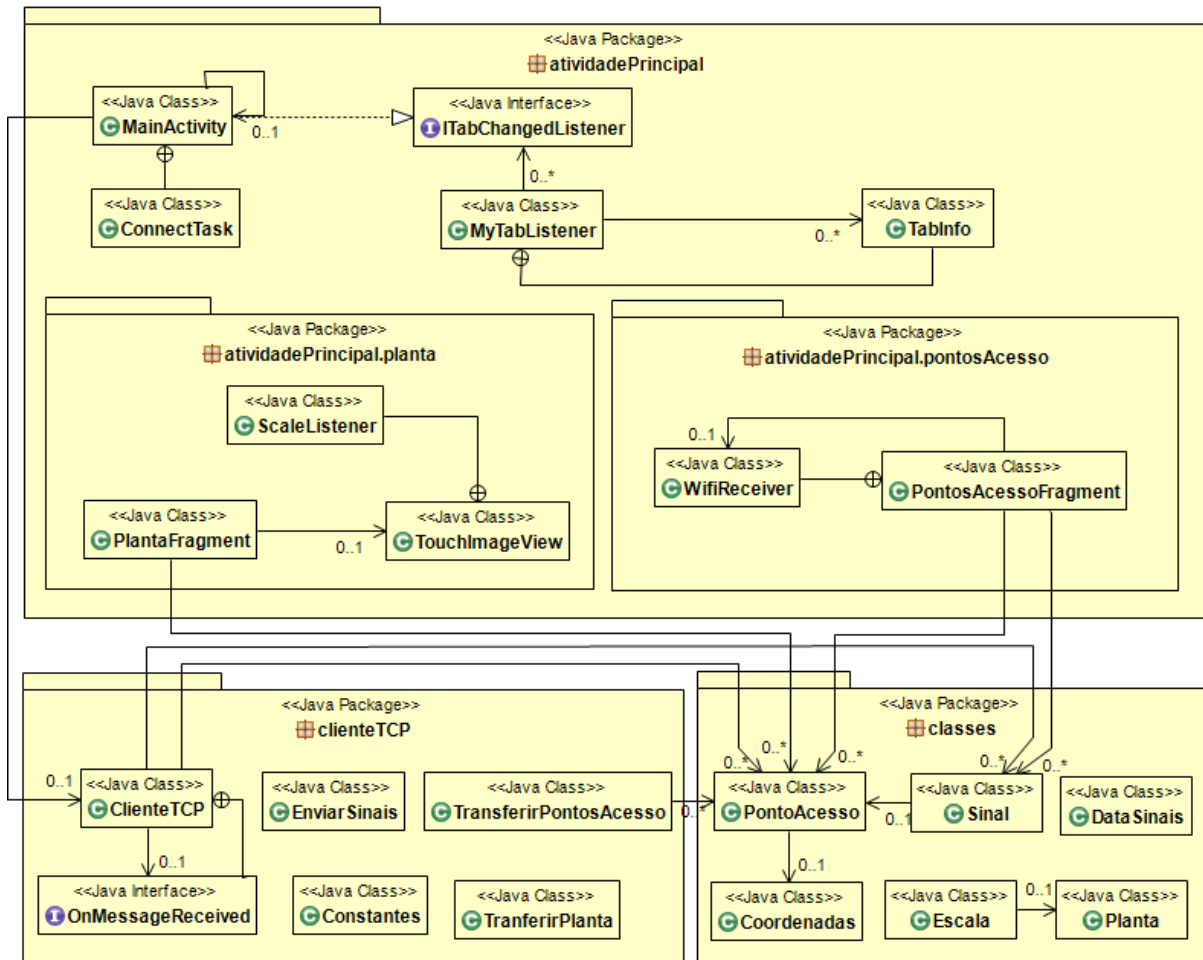 <<Java Package>>
atividadePrincipal
<<Java Class>>
MainActivity
0..1
<<Java Interface>>
ITabChangedListener
0..*
<<Java Class>>
ConnectTask
<<Java Class>>
MyTabListener
0..*
<<Java Class>>
TabInfo
<<Java Package>>
atividadePrincipal.planta
<<Java Class>>
ScaleListener
<<Java Class>>
PlantaFragment
0..1
<<Java Class>>
TouchImageView
<<Java Package>>
atividadePrincipal.pontosAcesso
0..1
<<Java Class>>
WifiReceiver
<<Java Class>>
PontosAcessoFragment
<<Java Package>>
clienteTCP
0..1
<<Java Class>>
ClienteTCP
<<Java Class>>
EnviarSinais
<<Java Class>>
TransferirPontosAcesso
0..*
0..1
<<Java Interface>>
OnMessageReceived
<<Java Class>>
Constantes
<<Java Class>>
TranferirPlanta
<<Java Package>>
classes
0..*
0..*
0..*
0..*
0..*
<<Java Class>>
PontoAcesso
0..1
<<Java Class>>
Sinal
<<Java Class>>
DataSinais
0..1
<<Java Class>>
Coordenadas
<<Java Class>>
Escala
0..1
<<Java Class>>
Planta